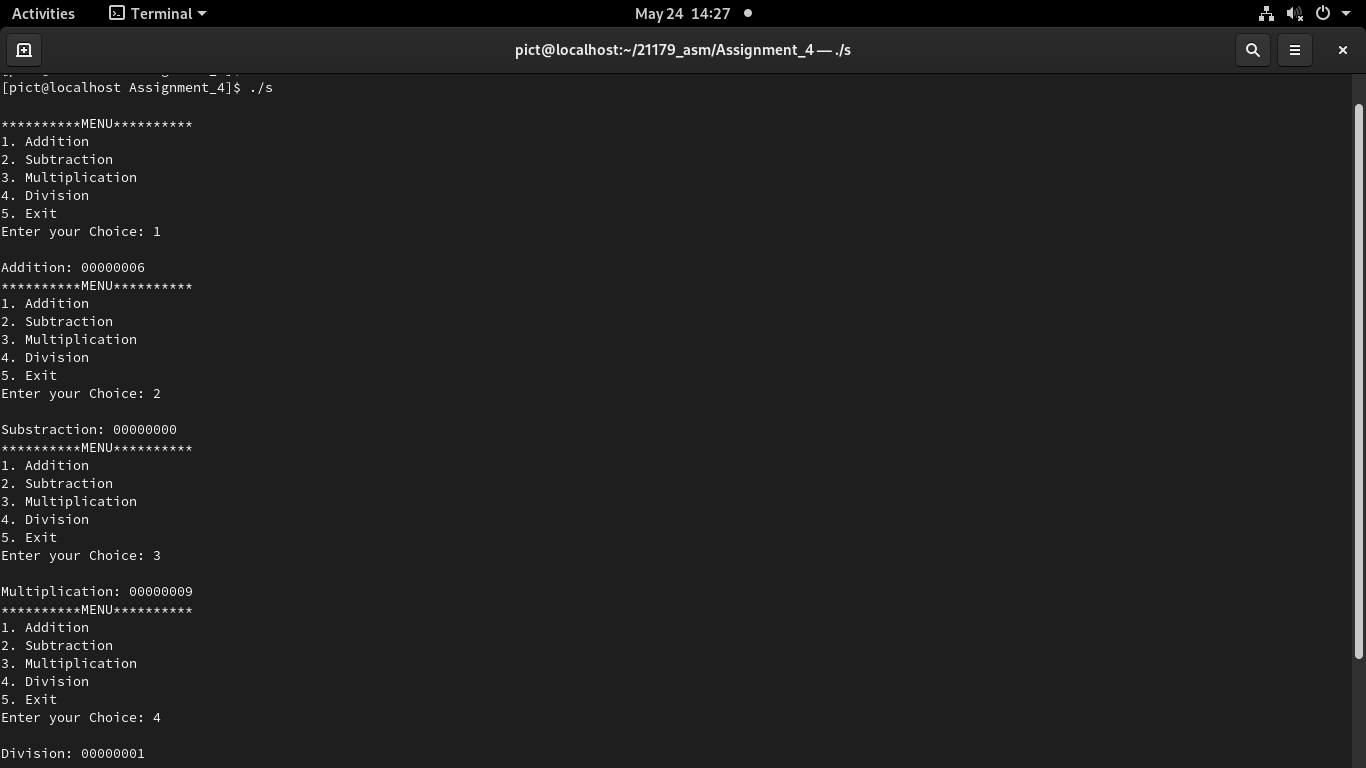 Activities Terminal May 24 14:27
pict@localhost:~/21179_asm/Assignment_4 — ./s
[pict@localhost Assignment_4]$ ./s
**********MENU**********
1. Addition
2. Subtraction
3. Multiplication
4. Division
5. Exit
Enter your Choice: 1
Addition: 00000006
**********MENU**********
1. Addition
2. Subtraction
3. Multiplication
4. Division
5. Exit
Enter your Choice: 2
Substraction: 00000000
**********MENU**********
1. Addition
2. Subtraction
3. Multiplication
4. Division
5. Exit
Enter your Choice: 3
Multiplication: 00000009
**********MENU**********
1. Addition
2. Subtraction
3. Multiplication
4. Division
5. Exit
Enter your Choice: 4
Division: 00000001